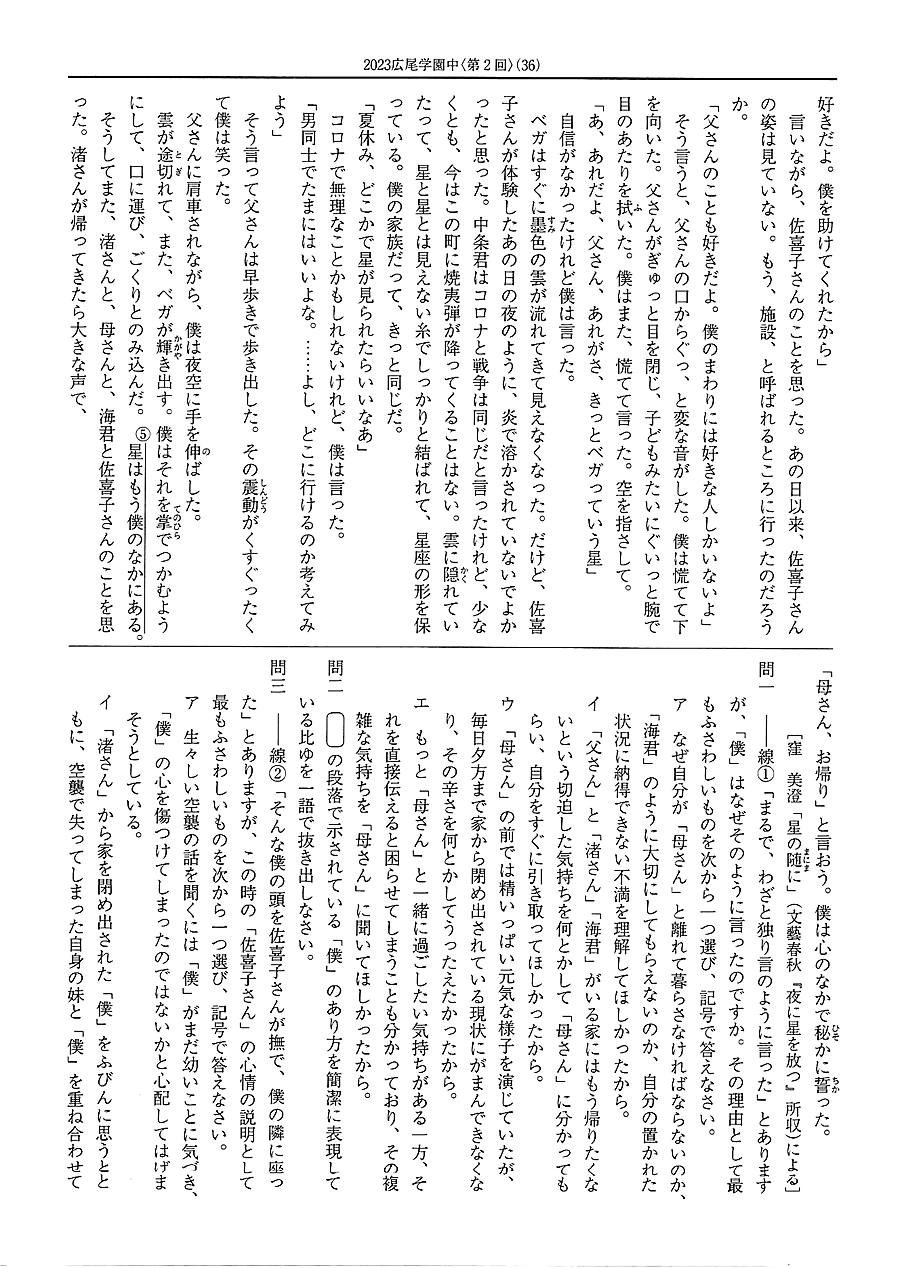 2023広尾学園中〈第2回〉(36)
好きだよ。僕を助けてくれたから」
言いながら、佐喜子さんのことを思った。あの日以来、佐喜子さん
の姿は見ていない。もう、施設、と呼ばれるところに行ったのだろう
か。
「父さんのことも好きだよ。僕のまわりには好きな人しかいないよ」
そう言うと、父さんの口からぐっ、と変な音がした。僕は慌てて下
を向いた。父さんがぎゅっと目を閉じ、子どもみたいにぐいっと腕で
目のあたりを拭いた。僕はまた、慌てて言った。空を指さして。
「あ、あれだよ、父さん、あれがさ、きっとベガっていう星」
自信がなかったけれど僕は言った。
ベガはすぐに墨色の雲が流れてきて見えなくなった。だけど、佐喜
子さんが体験したあの日の夜のように、炎で溶かされていないでよか
ったと思った。中条君はコロナと戦争は同じだと言ったけれど、少な
くとも、今はこの町に焼夷弾が降ってくることはない。雲に隠れてい
たって、星と星とは見えない糸でしっかりと結ばれて、星座の形を保
っている。僕の家族だって、きっと同じだ。
「夏休み、どこかで星が見られたらいいなあ」
コロナで無理なことかもしれないけれど、僕は言った。
「男同士でたまにはいいよな。……よし、どこに行けるのか考えてみ
よう」
そう言って父さんは早歩きで歩き出した。その震動がくすぐったく
て僕は笑った。
父さんに肩車されながら、僕は夜空に手を伸ばした。
雲が途切れて、また、ベガが輝き出す。僕はそれを掌でつかむよう
にして、口に運び、ごくりとのみ込んだ。⑤星はもう僕のなかにある。
そうしてまた、渚さんと、母さんと、海君と佐喜子さんのことを思
った。渚さんが帰ってきたら大きな声で、
「母さん、お帰り」と言おう。僕は心のなかで秘かに誓った。
〔窪 美澄「星の随に」(文藝春秋『夜に星を放つ』所収)による〕
問一 ――線①「まるで、わざと独り言のように言った」とあります
が、「僕」はなぜそのように言ったのですか。その理由として最
もふさわしいものを次から一つ選び、記号で答えなさい。
ア なぜ自分が「母さん」と離れて暮らさなければならないのか、
「海君」のように大切にしてもらえないのか、自分の置かれた
状況に納得できない不満を理解してほしかったから。
イ 「父さん」と「渚さん」「海君」がいる家にはもう帰りたくな
いという切迫した気持ちを何とかして「母さん」に分かっても
らい、自分をすぐに引き取ってほしかったから。
ウ 「母さん」の前では精いっぱい元気な様子を演じていたが、
毎日夕方まで家から閉め出されている現状にがまんできなくな
り、その辛さを何とかしてうったえたかったから。
エ もっと「母さん」と一緒に過ごしたい気持ちがある一方、そ
れを直接伝えると困らせてしまうことも分かっており、その複
雑な気持ちを「母さん」に聞いてほしかったから。
問二 の段落で示されている「僕」のあり方を簡潔に表現して
いる比ゆを一語で抜き出しなさい。
問三 ――線②「そんな僕の頭を佐喜子さんが撫で、僕の隣に座っ
た」とありますが、この時の「佐喜子さん」の心情の説明として
最もふさわしいものを次から一つ選び、記号で答えなさい。
ア 生々しい空襲の話を聞くには「僕」がまだ幼いことに気づき、
「僕」の心を傷つけてしまったのではないかと心配してはげま
そうとしている。
イ 「渚さん」から家を閉め出された「僕」をふびんに思うとと
もに、空襲で失ってしまった自身の妹と「僕」を重ね合わせて